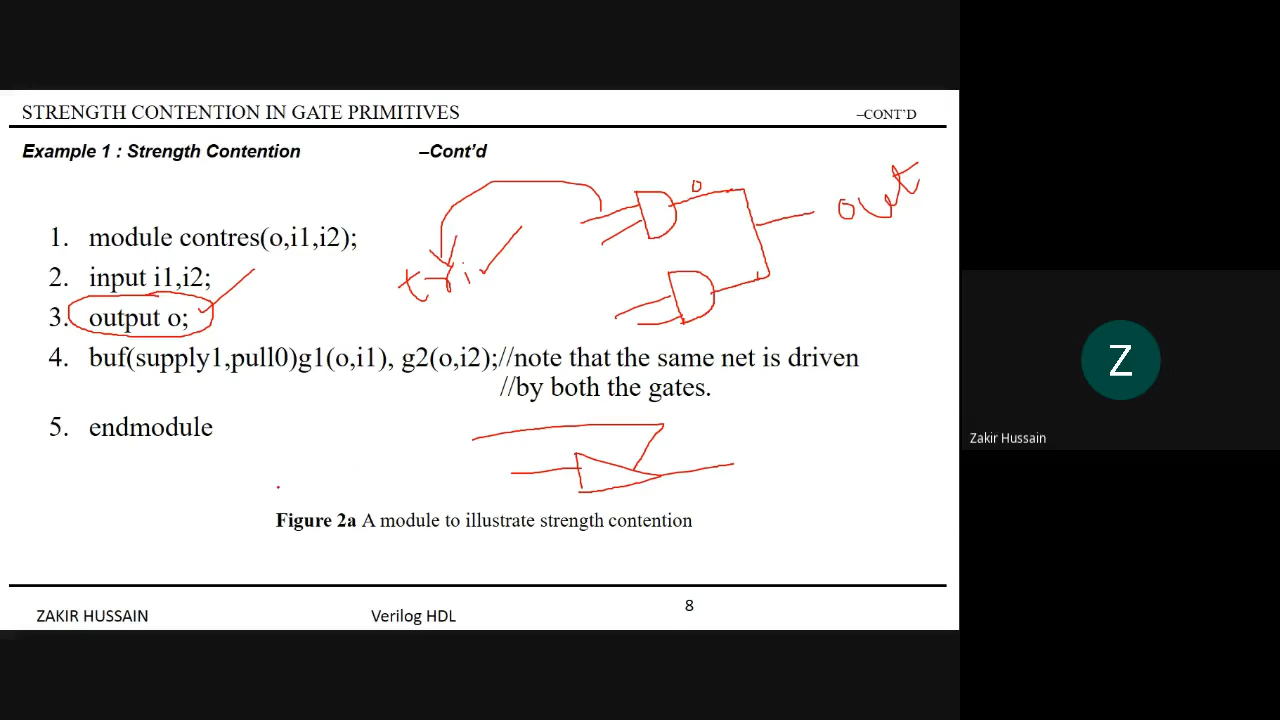 STRENGTH CONTENTION IN GATE PRIMITIVES –CONT'D
Example 1 : Strength Contention –Cont'd
1. module contres(o,i1,i2);
2. input i1,i2;
3. output o;
4. buf(supply1,pull0)g1(o,i1), g2(o,i2);//note that the same net is driven
//by both the gates.
5. endmodule
o
out
tri
Figure 2a A module to illustrate strength contention
ZAKIR HUSSAIN Verilog HDL 8
Z
Zakir Hussain